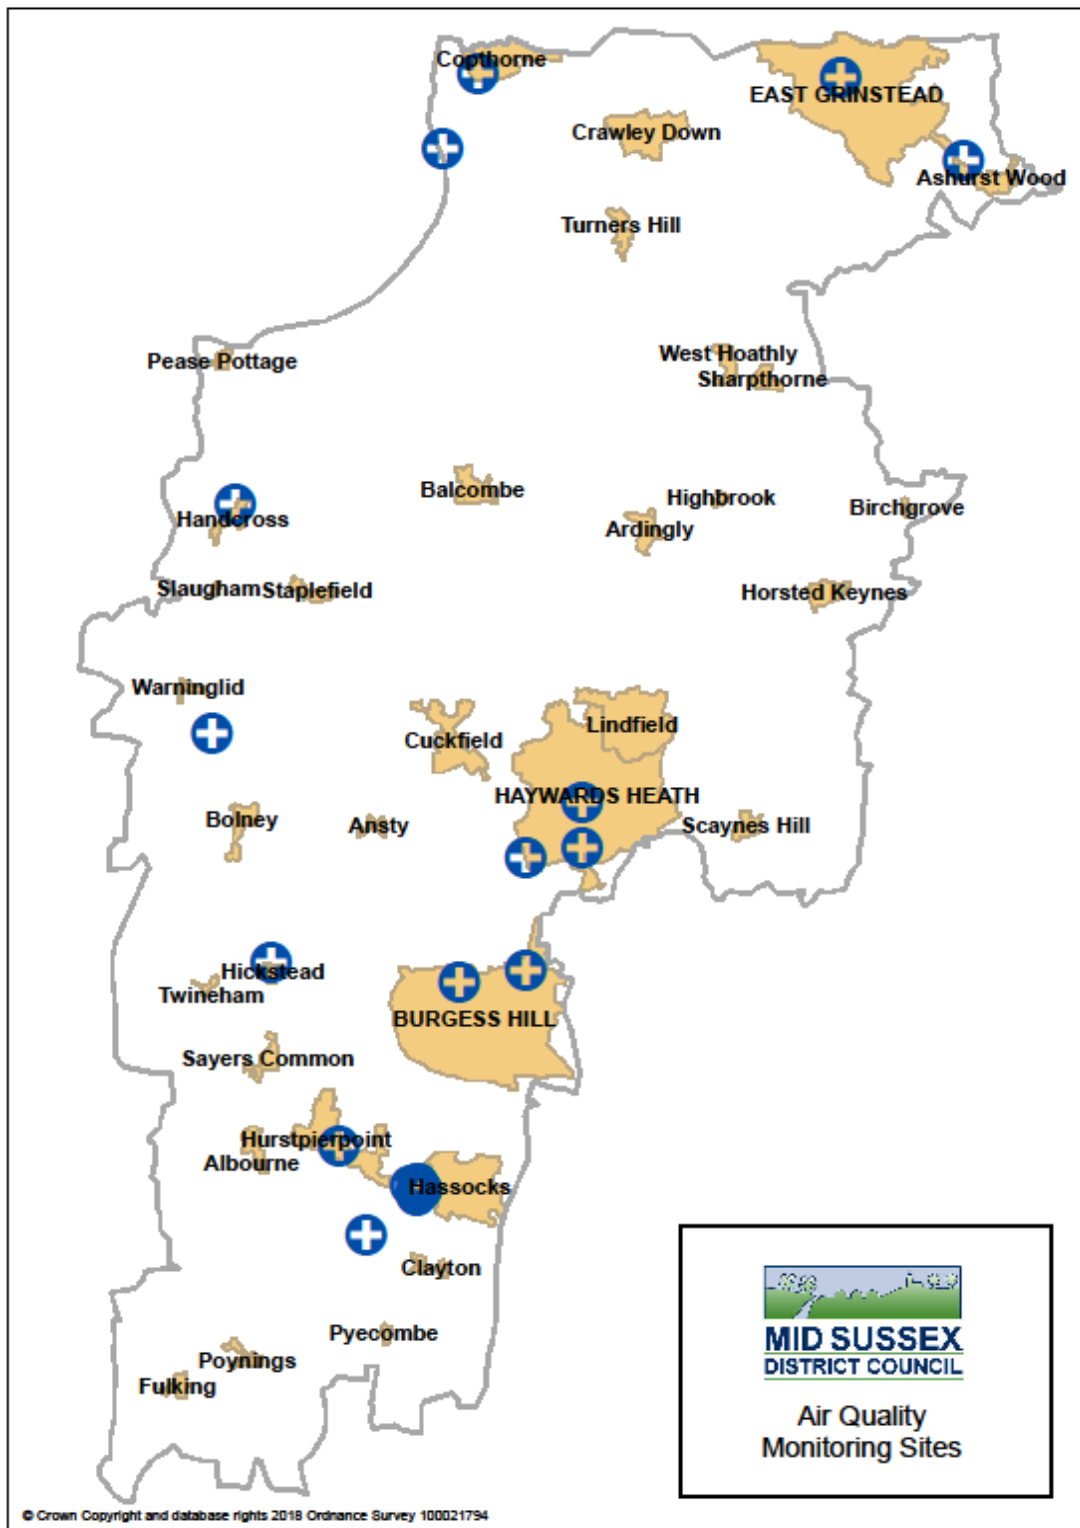 Copthorne
EAST GRINSTEAD
Crawley Down
Ashurst Wood
Turners Hill
Pease Pottage
West Hoathly
Sharpthorne
Balcombe
Highbrook
Birchgrove
Handcross
Ardingly
Slaugham
Staplefield
Horsted Keynes
Warninglid
Lindfield
Cuckfield
HAYWARDS HEATH
Bolney
Ansty
Scaynes Hill
Hickstead
Twineham
BURGESS HILL
Sayers Common
Hurstpierpoint
Albourne
Hassocks
Clayton
Pyecombe
Poynings
Fulking
MID SUSSEX
DISTRICT COUNCIL
Air Quality
Monitoring Sites
© Crown Copyright and database rights 2018 Ordnance Survey 100021794